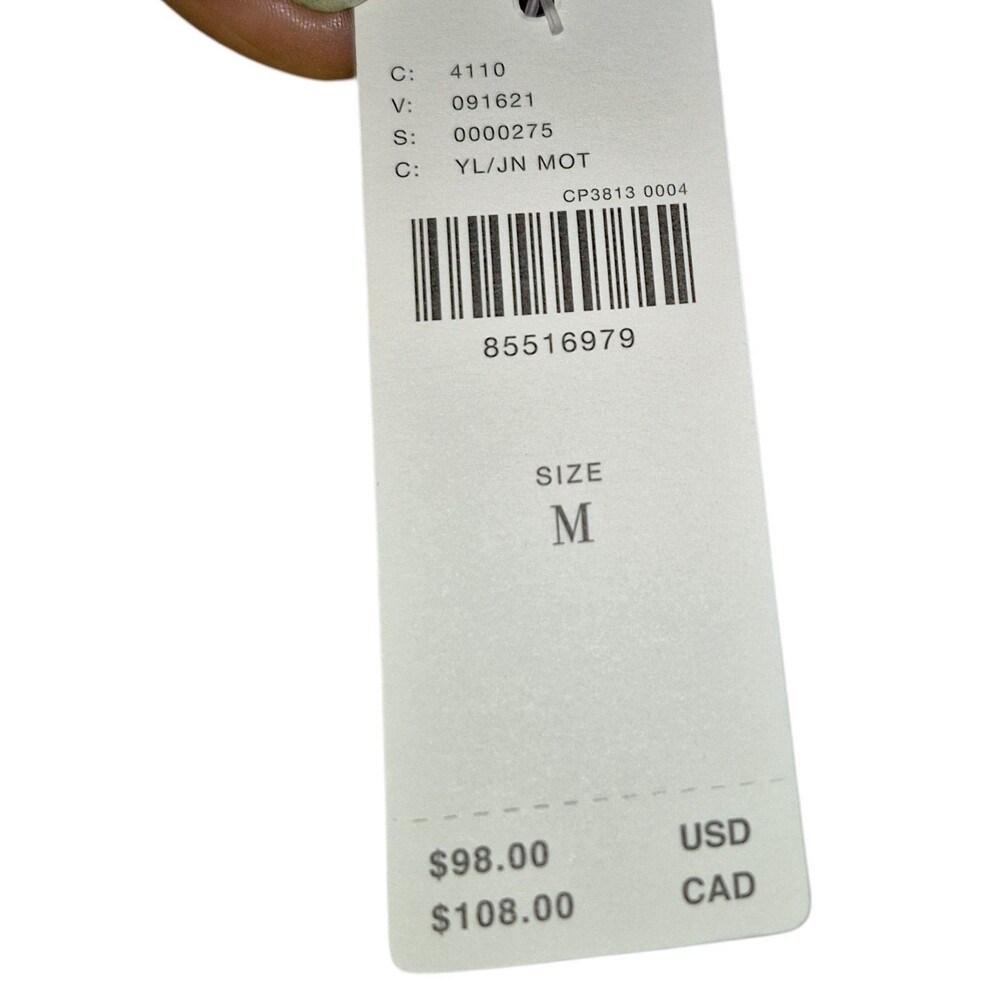 C: 4110
V: 091621
S: 0000275
C: YL/JN MOT
CP3813 0004
85516979
SIZE
M
$98.00 USD
$108.00 CAD